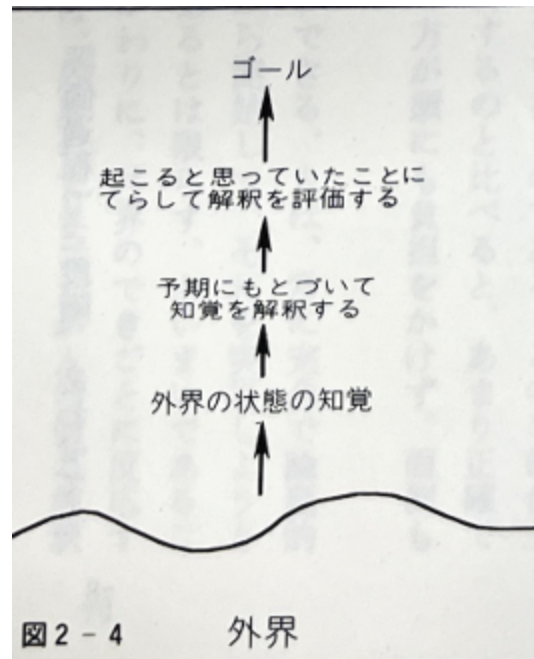 ゴール
起こると思っていたことに
てらして解釈を評価する
予期にもとづいて
知覚を解釈する
外界の状態の知覚
図2-4
外界